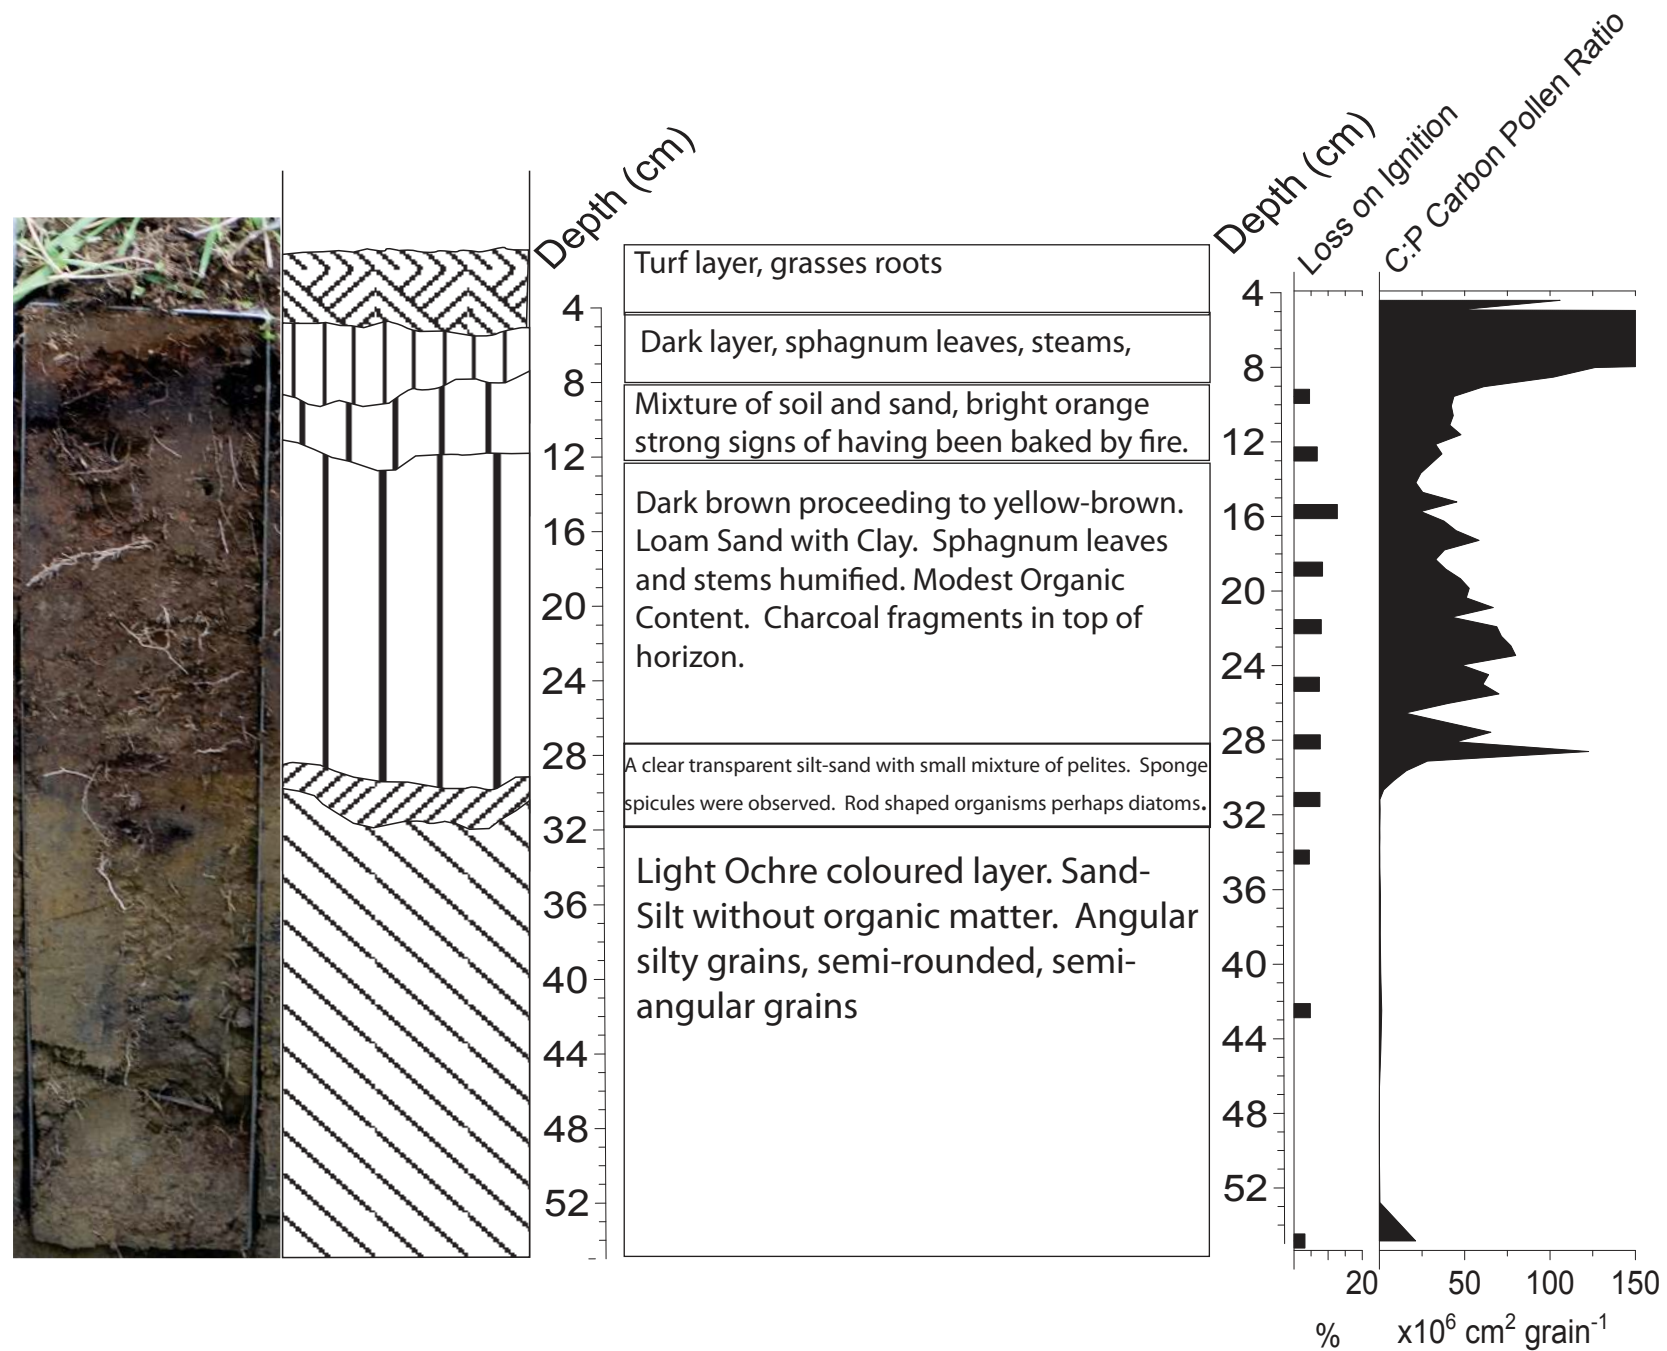 Depth (cm)
4
8
12
16
20
24
28
32
36
40
44
48
52
Turf layer, grasses roots
Dark layer, sphagnum leaves, steams,
Mixture of soil and sand, bright orange
strong signs of having been baked by fire.
Dark brown proceeding to yellow-brown.
Loam Sand with Clay. Sphagnum leaves
and stems humified. Modest Organic
Content. Charcoal fragments in top of
horizon.
A clear transparent silt-sand with small mixture of pelites. Sponge
spicules were observed. Rod shaped organisms perhaps diatoms.
Light Ochre coloured layer. Sand-
Silt without organic matter. Angular
silty grains, semi-rounded, semi-
angular grains
Depth (cm)
4
8
12
16
20
24
28
32
36
40
44
48
52
Loss on Ignition
20
%
C:P Carbon Pollen Ratio
50 100 150
x10⁶ cm² grain⁻¹